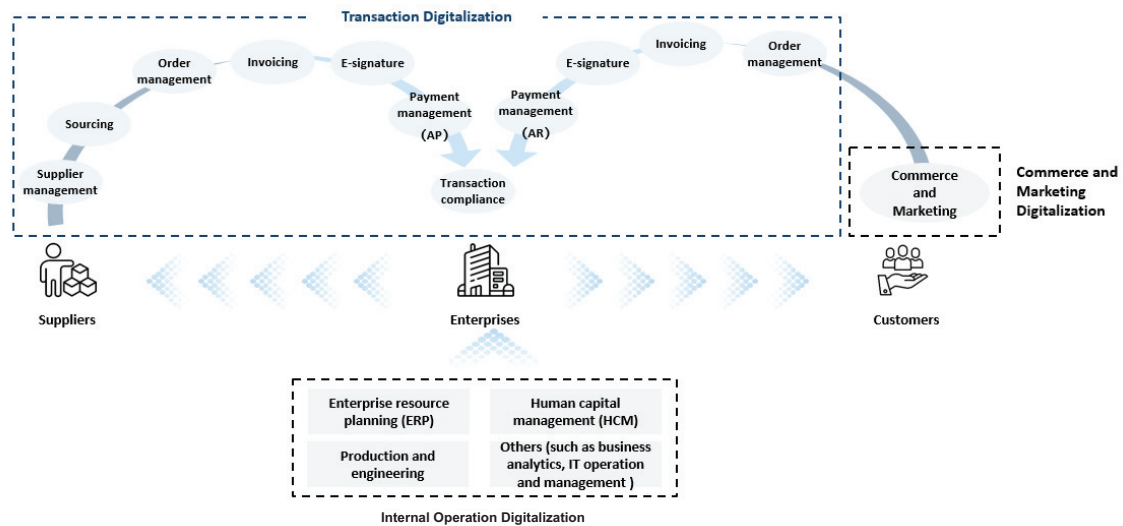 Transaction Digitalization
Supplier
management
Sourcing
Order
management
Invoicing
E-signature
Payment
management
(AP)
Transaction
compliance
Payment
management
(AR)
E-signature
Invoicing
Order
management
Commerce
and
Marketing
Commerce and
Marketing
Digitalization
Suppliers
Enterprises
Customers
Enterprise resource
planning (ERP)
Human capital
management (HCM)
Production and
engineering
Others (such as business
analytics, IT operation
and management )
Internal Operation Digitalization